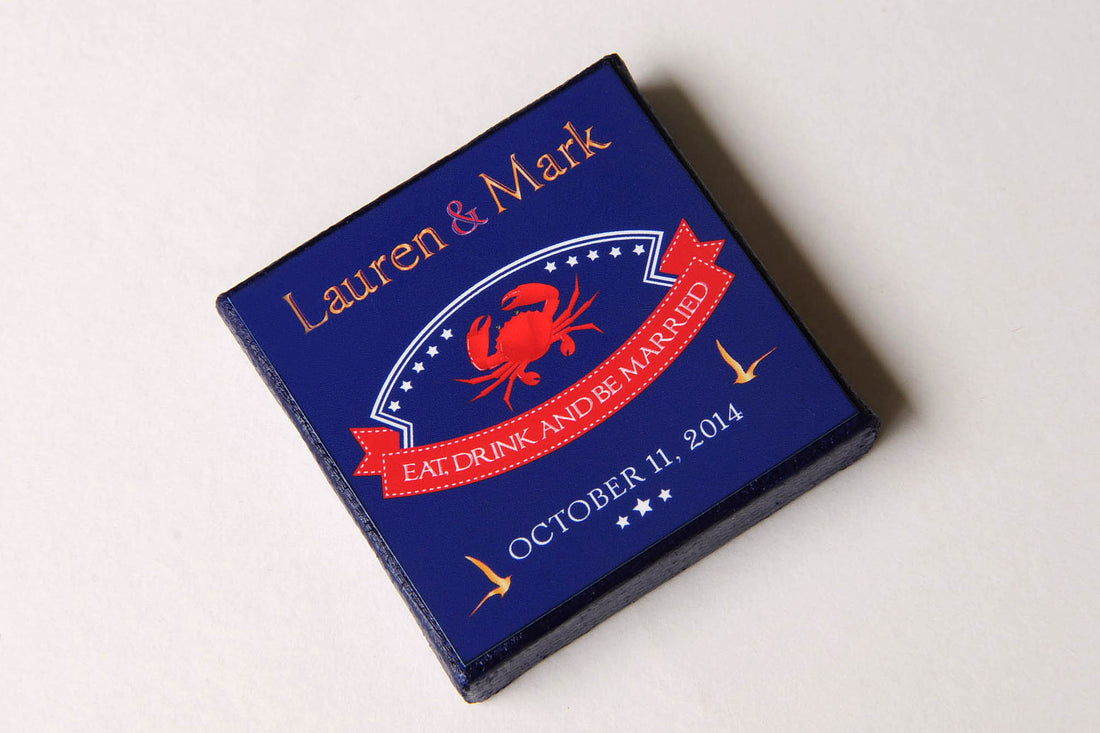 Lauren & Mark
EAT, DRINK AND BE MARRIED
OCTOBER 11, 2014